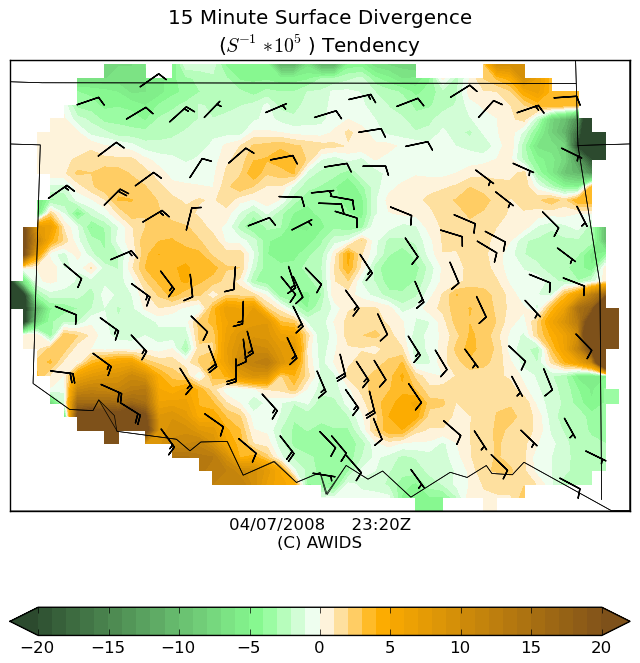 15 Minute Surface Divergence
(S⁻¹ * 10⁵ ) Tendency
04/07/2008 23:20Z
(C) AWIDS
−20 −15 −10 −5 0 5 10 15 20